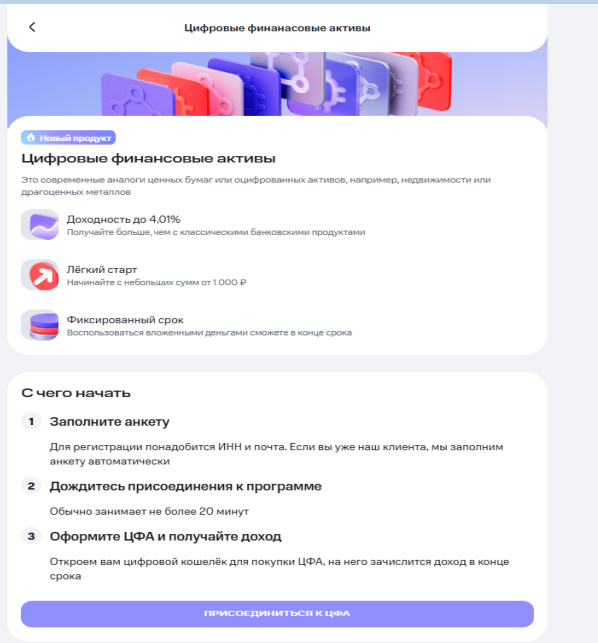 Цифровые финанасовые активы
Новый продукт
Цифровые финансовые активы
Это современные аналоги ценных бумаг или оцифрованных активов, например, недвижимости или
драгоценных металлов
Доходность до 4,01%
Получайте больше, чем с классическими банковскими продуктами
Лёгкий старт
Начинайте с небольших сумм от 1 000 ₽
Фиксированный срок
Воспользоваться вложенными деньгами сможете в конце срока
С чего начать
1 Заполните анкету
Для регистрации понадобится ИНН и почта. Если вы уже наш клиента, мы заполним
анкету автоматически
2 Дождитесь присоединения к программе
Обычно занимает не более 20 минут
3 Оформите ЦФА и получайте доход
Откроем вам цифровой кошелёк для покупки ЦФА, на него зачислится доход в конце
срока
ПРИСОЕДИНИТЬСЯ К ЦФА